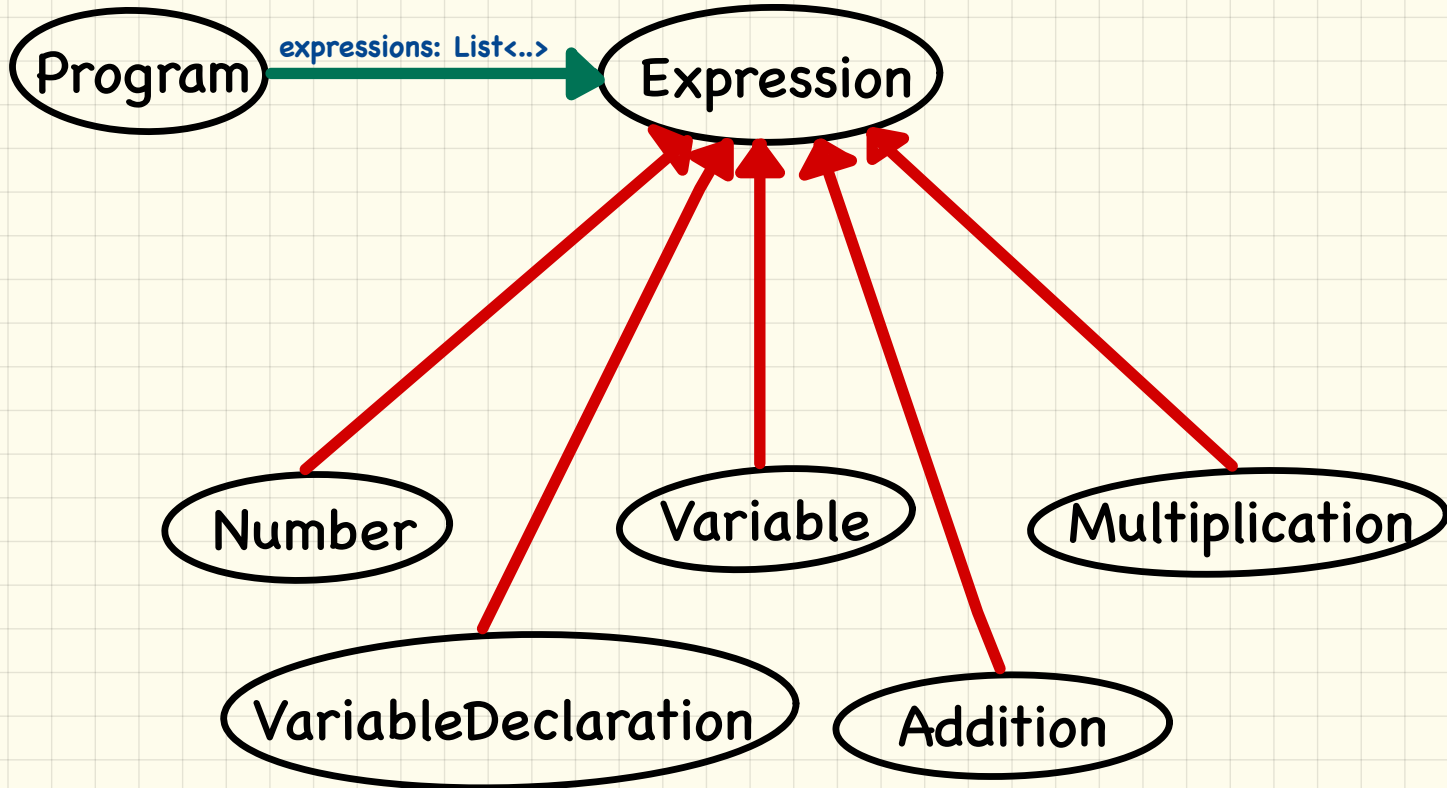 Program
expressions: List<..>
Expression
Number
Variable
Multiplication
VariableDeclaration
Addition